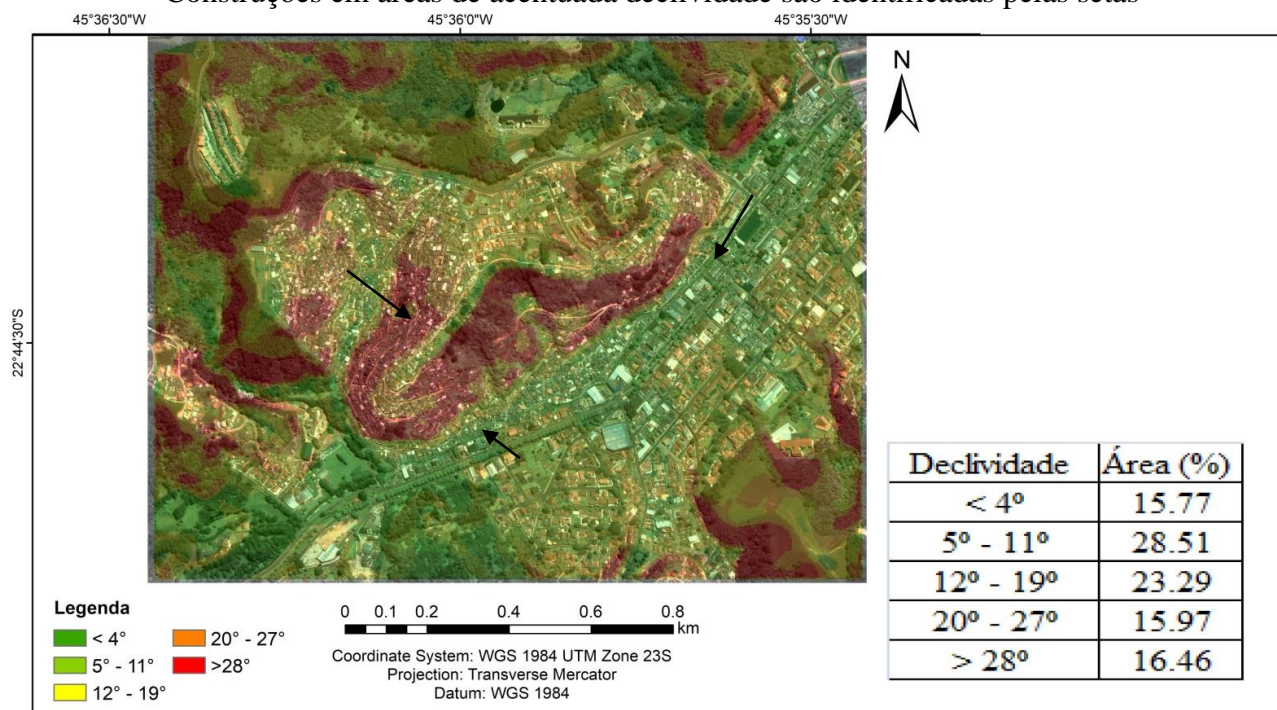 Construções em áreas de acentuada declividade são identificadas pelas setas
45°36'30"W 45°36'0"W 45°35'30"W
N
22°44'30"S
Declividade Área (%)
< 4º 15.77
5º - 11º 28.51
12º - 19º 23.29
20º - 27º 15.97
> 28º 16.46
Legenda
< 4° 20° - 27°
5° - 11° >28°
12° - 19°
0 0.1 0.2 0.4 0.6 0.8
km
Coordinate System: WGS 1984 UTM Zone 23S
Projection: Transverse Mercator
Datum: WGS 1984